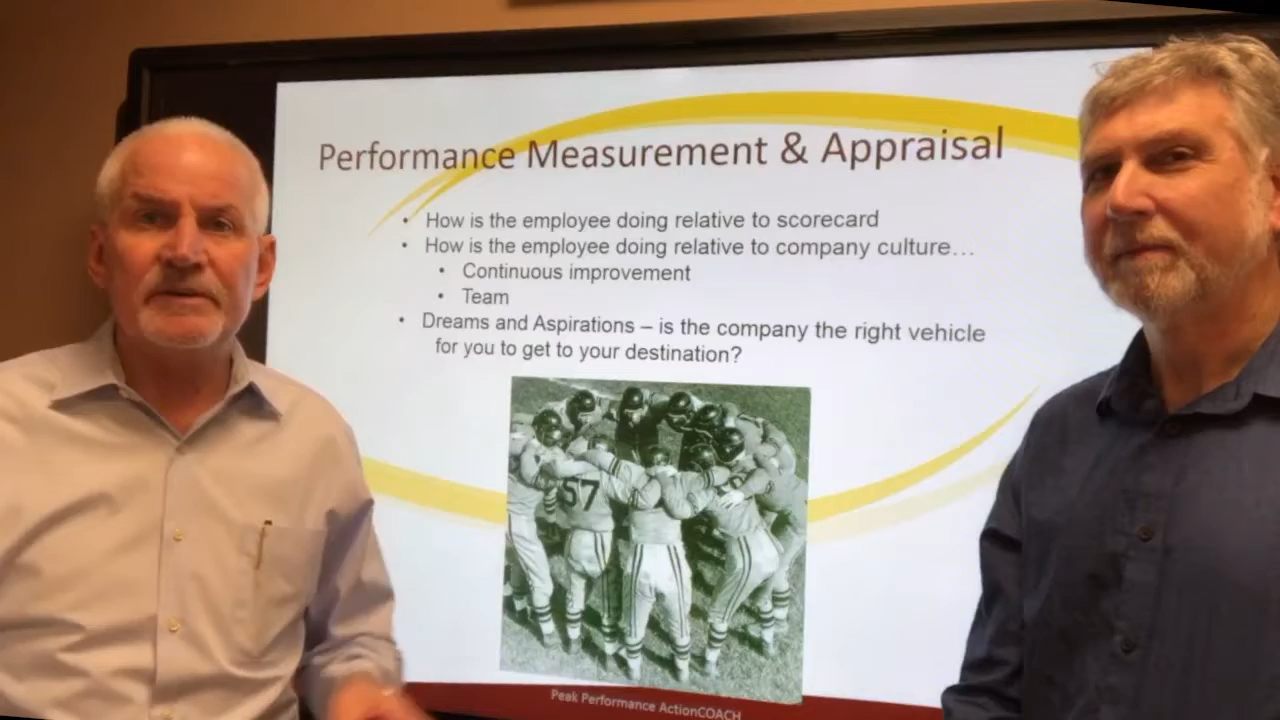 Performance Measurement & Appraisal
• How is the employee doing relative to scorecard
• How is the employee doing relative to company culture…
• Continuous improvement
• Team
• Dreams and Aspirations – is the company the right vehicle
for you to get to your destination?
57
Peak Performance ActionCOACH